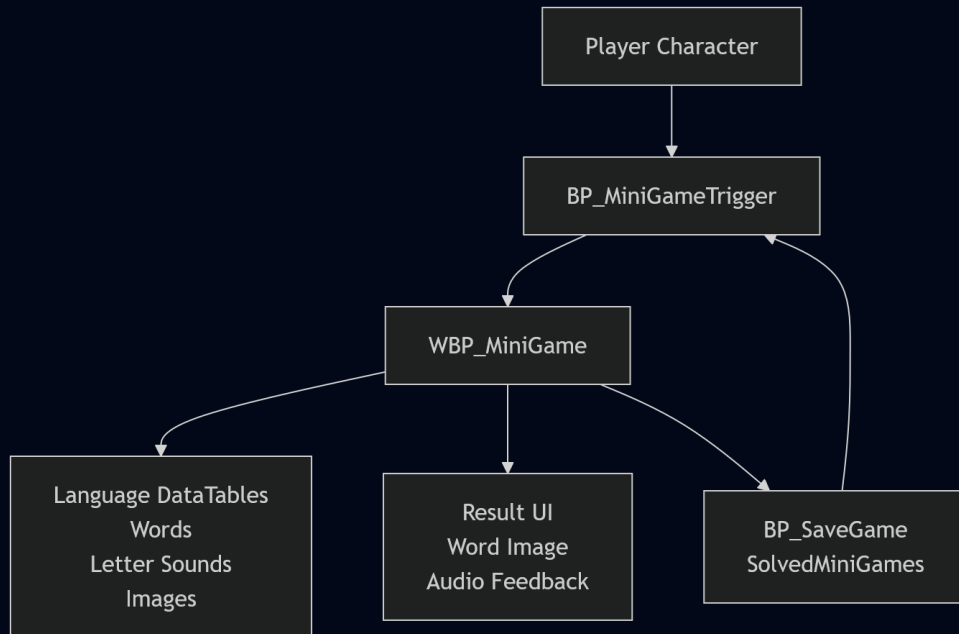 Player Character
BP_MiniGameTrigger
WBP_MiniGame
Language DataTables
Words
Letter Sounds
Images
Result UI
Word Image
Audio Feedback
BP_SaveGame
SolvedMiniGames